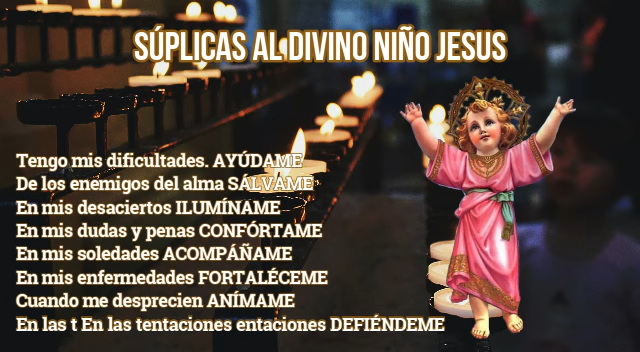 SÚPLICAS AL DIVINO NIÑO JESUS
Tengo mis dificultades. AYÚDAME
De los enemigos del alma SÁLVAME
En mis desaciertos ILUMÍNAME
En mis dudas y penas CONFÓRTAME
En mis soledades ACOMPÁÑAME
En mis enfermedades FORTALÉCEME
Cuando me desprecien ANÍMAME
En las t En las tentaciones entaciones DEFIÉNDEME